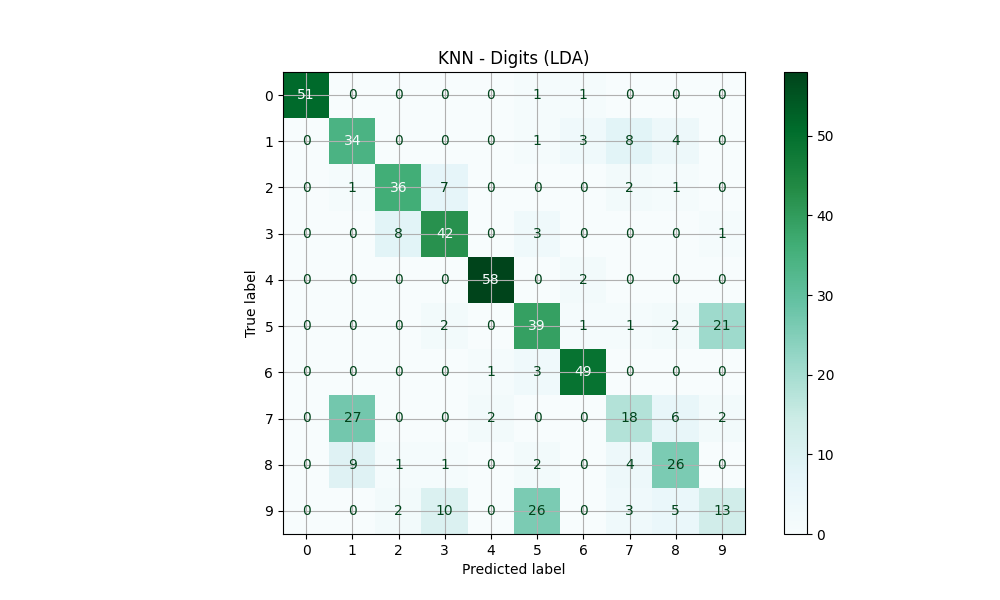 KNN - Digits (LDA)
0 51 0 0 0 0 1 1 0 0 0
1 0 34 0 0 0 1 3 8 4 0
2 0 1 36 7 0 0 0 2 1 0
3 0 0 8 42 0 3 0 0 0 1
4 0 0 0 0 58 0 2 0 0 0
5 0 0 0 2 0 39 1 1 2 21
6 0 0 0 0 1 3 49 0 0 0
7 0 27 0 0 2 0 0 18 6 2
8 0 9 1 1 0 2 0 4 26 0
9 0 0 2 10 0 26 0 3 5 13
0 1 2 3 4 5 6 7 8 9
Predicted label
True label
50
40
30
20
10
0